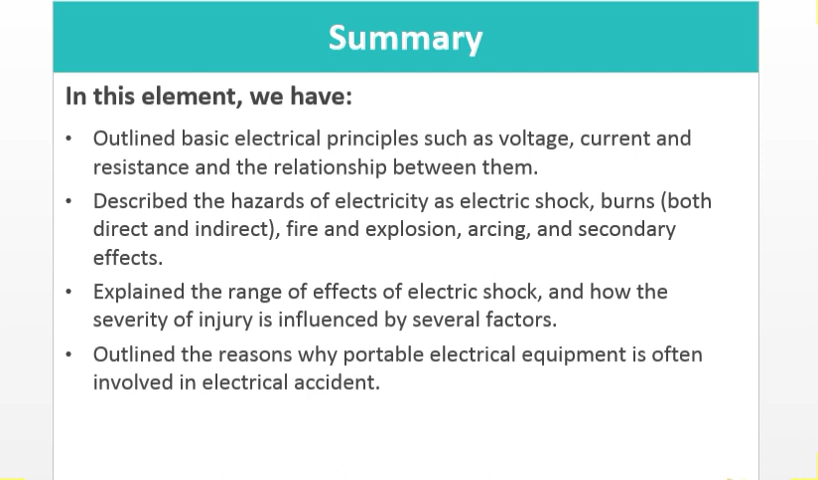 Summary
In this element, we have:
• Outlined basic electrical principles such as voltage, current and
resistance and the relationship between them.
• Described the hazards of electricity as electric shock, burns (both
direct and indirect), fire and explosion, arcing, and secondary
effects.
• Explained the range of effects of electric shock, and how the
severity of injury is influenced by several factors.
• Outlined the reasons why portable electrical equipment is often
involved in electrical accident.